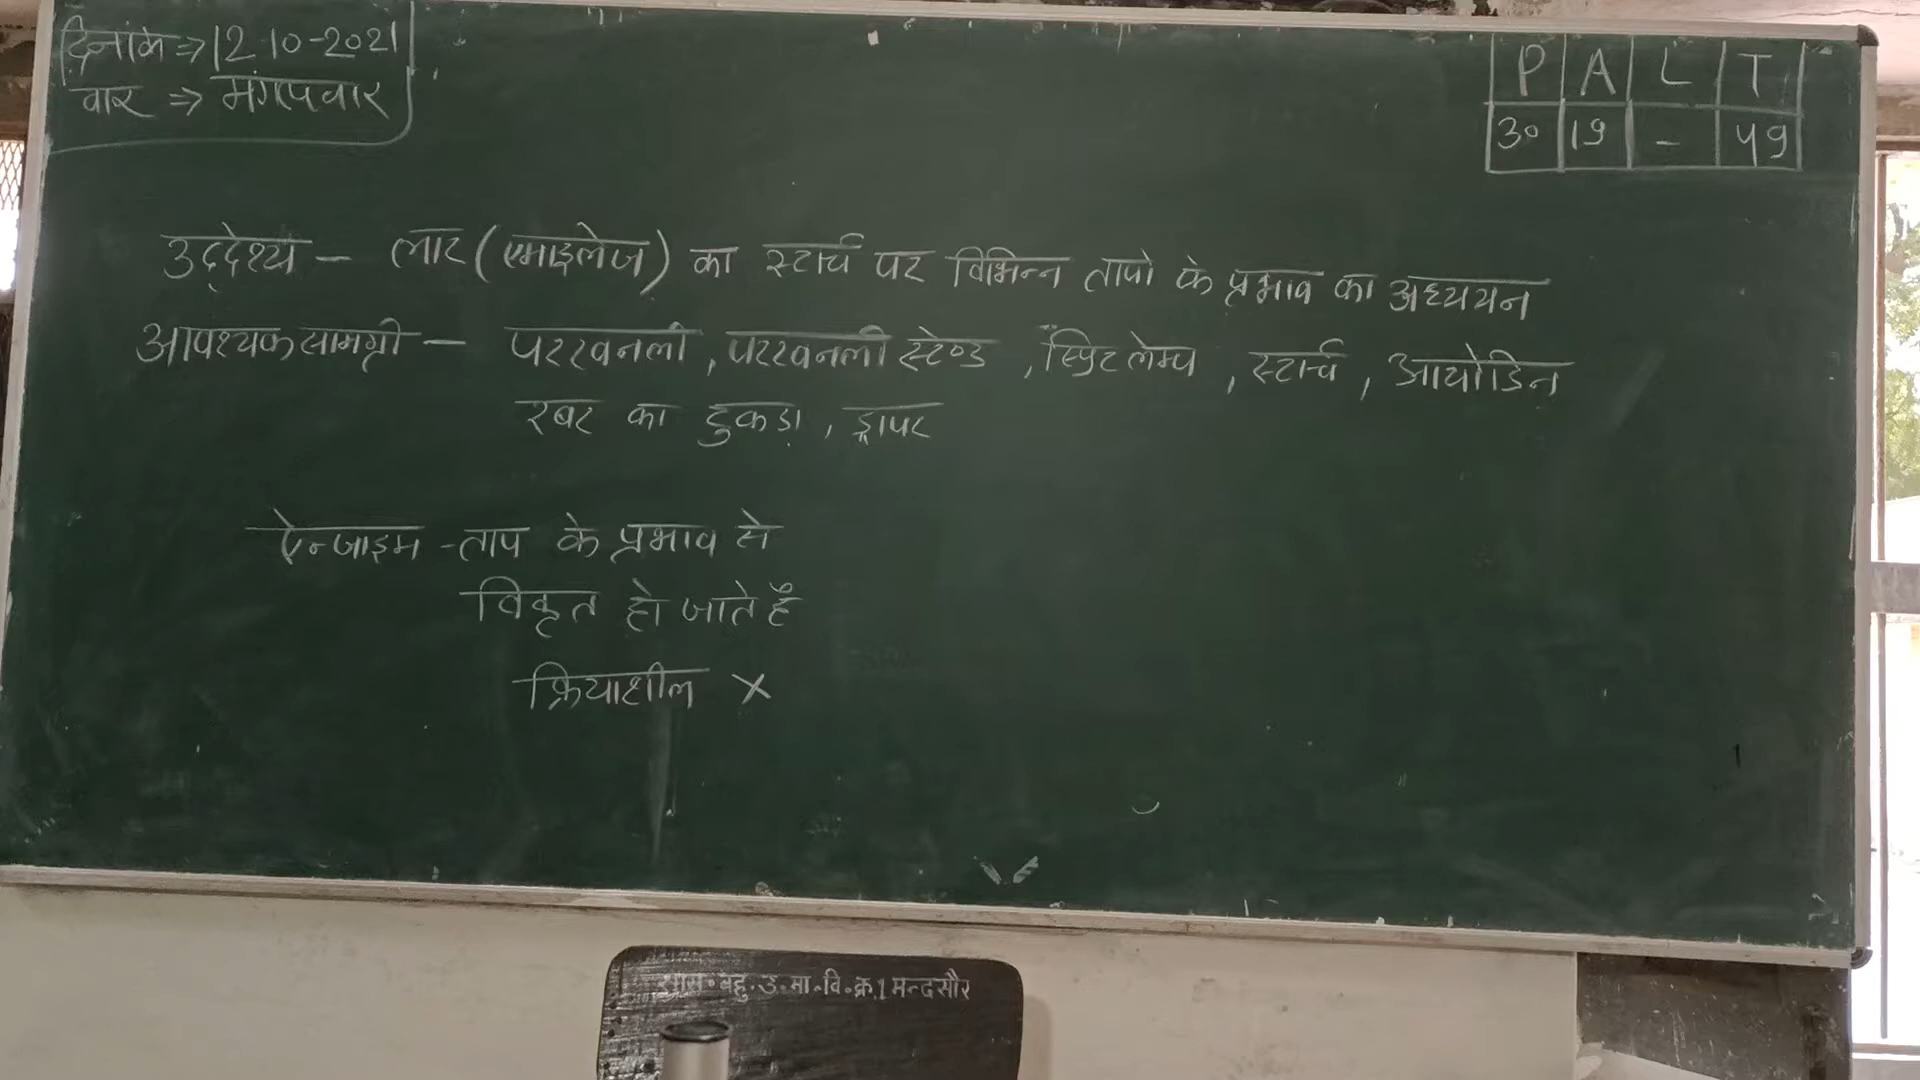 दिनांक ⇒ 12-10-2021
वार ⇒ मंगलवार
P A L T
30 19 - 49
उद्देश्य - लार (एमाइलेज) का स्टार्च पर विभिन्न तापो के प्रभाव का अध्ययन
आवश्यक सामग्री - परखनली, परखनली स्टेण्ड, स्प्रिट लेम्प, स्टार्च, आयोडिन
रबर का टुकड़ा, ड्रापर
ऐन्जाइम - ताप के प्रभाव से
विकृत हो जाते हैं
क्रियाशील X
शास॰बहु॰उ॰मा॰वि॰क्र.1 मन्दसौर